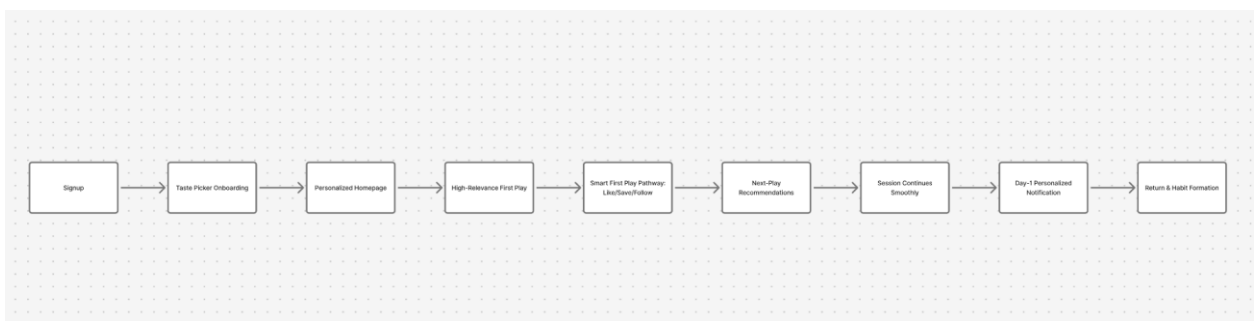 Signup
Taste Picker Onboarding
Personalized Homepage
High-Relevance First Play
Smart First Play Pathway:
Like/Save/Follow
Next-Play
Recommendations
Session Continues
Smoothly
Day-1 Personalized
Notification
Return & Habit Formation